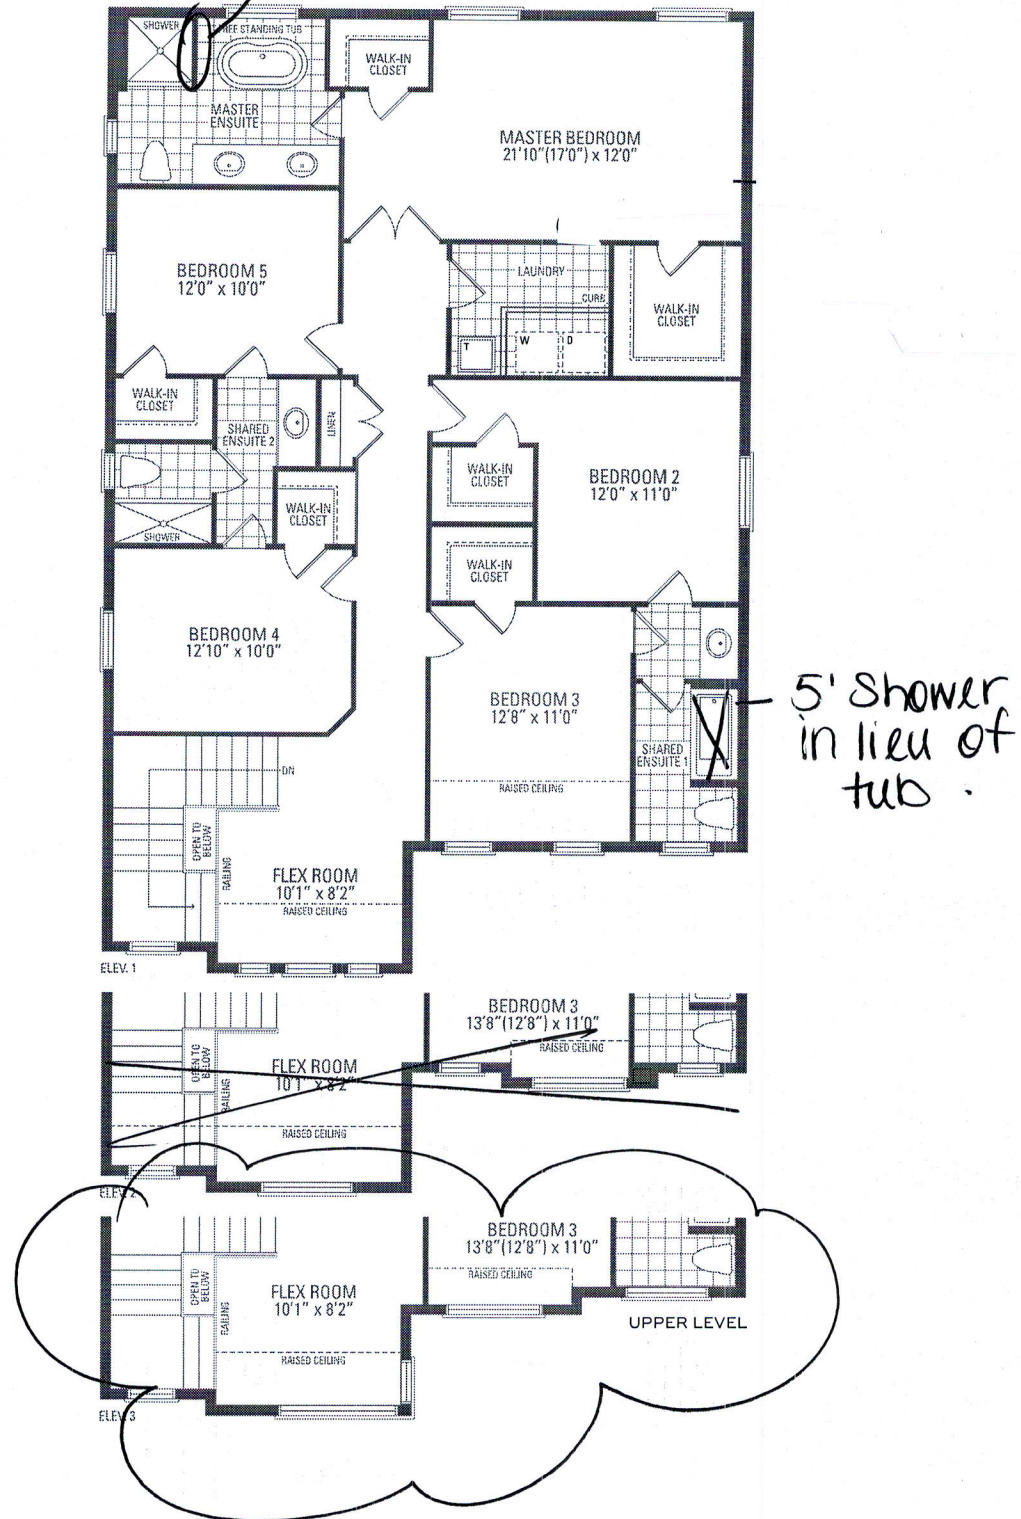 SHOWER
FREE STANDING TUB
WALK-IN
CLOSET
MASTER
ENSUITE
MASTER BEDROOM
21'10"(17'0") x 12'0"
BEDROOM 5
12'0" x 10'0"
LAUNDRY
CURB
T
W
D
WALK-IN
CLOSET
WALK-IN
CLOSET
SHARED
ENSUITE 2
LINEN
WALK-IN
CLOSET
BEDROOM 2
12'0" x 11'0"
WALK-IN
CLOSET
SHOWER
WALK-IN
CLOSET
BEDROOM 4
12'10" x 10'0"
BEDROOM 3
12'8" x 11'0"
RAISED CEILING
SHARED
ENSUITE 1
5' Shower
in lieu of
tub.
DN
OPEN TO
BELOW
RAILING
FLEX ROOM
10'1" x 8'2"
RAISED CEILING
ELEV. 1
BEDROOM 3
13'8"(12'8") x 11'0"
RAISED CEILING
OPEN TO
BELOW
RAILING
FLEX ROOM
10'1" x 8'2"
RAISED CEILING
ELEV. 2
BEDROOM 3
13'8"(12'8") x 11'0"
RAISED CEILING
OPEN TO
BELOW
RAILING
FLEX ROOM
10'1" x 8'2"
RAISED CEILING
UPPER LEVEL
ELEV. 3